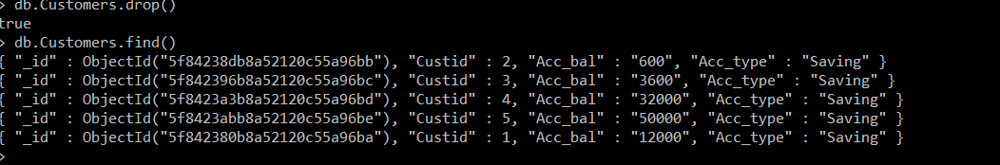 > db.Customers.drop()
true
> db.Customers.find()
{ "_id" : ObjectId("5f84238db8a52120c55a96bb"), "Custid" : 2, "Acc_bal" : "600", "Acc_type" : "Saving" }
{ "_id" : ObjectId("5f842396b8a52120c55a96bc"), "Custid" : 3, "Acc_bal" : "3600", "Acc_type" : "Saving" }
{ "_id" : ObjectId("5f8423a3b8a52120c55a96bd"), "Custid" : 4, "Acc_bal" : "32000", "Acc_type" : "Saving" }
{ "_id" : ObjectId("5f8423abb8a52120c55a96be"), "Custid" : 5, "Acc_bal" : "50000", "Acc_type" : "Saving" }
{ "_id" : ObjectId("5f842380b8a52120c55a96ba"), "Custid" : 1, "Acc_bal" : "12000", "Acc_type" : "Saving" }
>